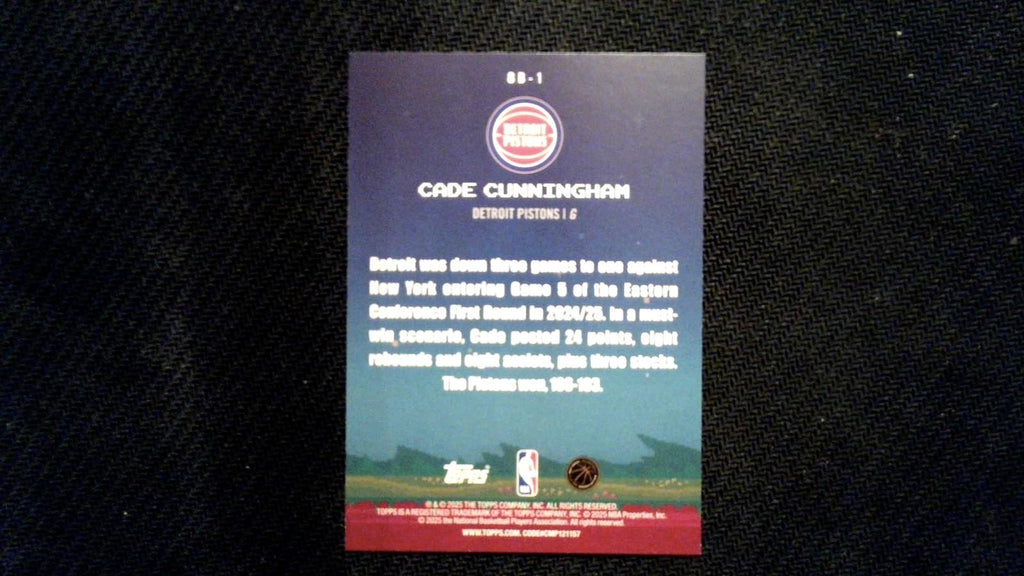 SB-1
DETROIT
PISTONS
CADE CUNNINGHAM
DETROIT PISTONS | G
Detroit was down three games to one against
New York entering Game 5 of the Eastern
Conference First Round in 2024/25. In a must-
win scenario, Cade posted 24 points, eight
rebounds and eight assists, plus three stocks.
The Pistons won, 106-103.
Topps
® & © 2025 THE TOPPS COMPANY, INC. ALL RIGHTS RESERVED.
TOPPS IS A REGISTERED TRADEMARK OF THE TOPPS COMPANY, INC. © 2025 NBA Properties, Inc.
© 2025 the National Basketball Players Association. All rights reserved.
WWW.TOPPS.COM. CODE#CMP121157